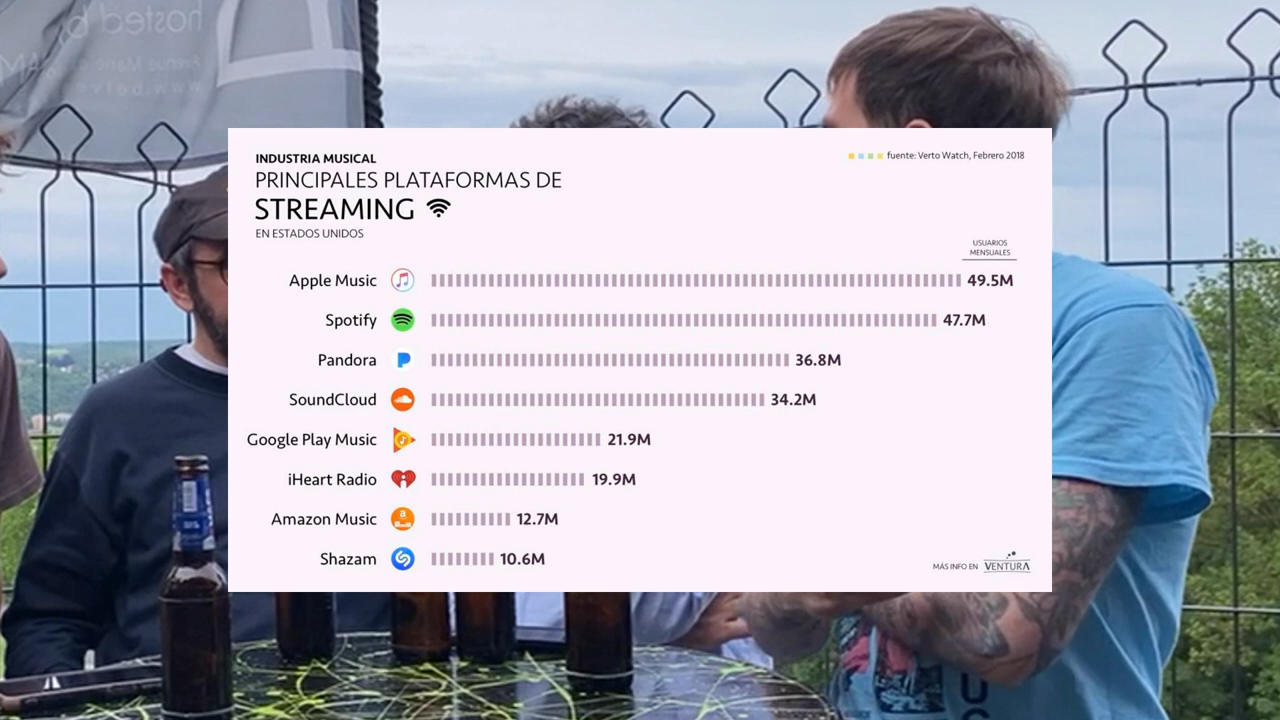 hosted by
INDUSTRIA MUSICAL
PRINCIPALES PLATAFORMAS DE
STREAMING
EN ESTADOS UNIDOS
fuente: Verto Watch, Febrero 2018
USUARIOS
MENSUALES
Apple Music 49.5M
Spotify 47.7M
Pandora 36.8M
SoundCloud 34.2M
Google Play Music 21.9M
iHeart Radio 19.9M
Amazon Music 12.7M
Shazam 10.6M
MÁS INFO EN VENTURA